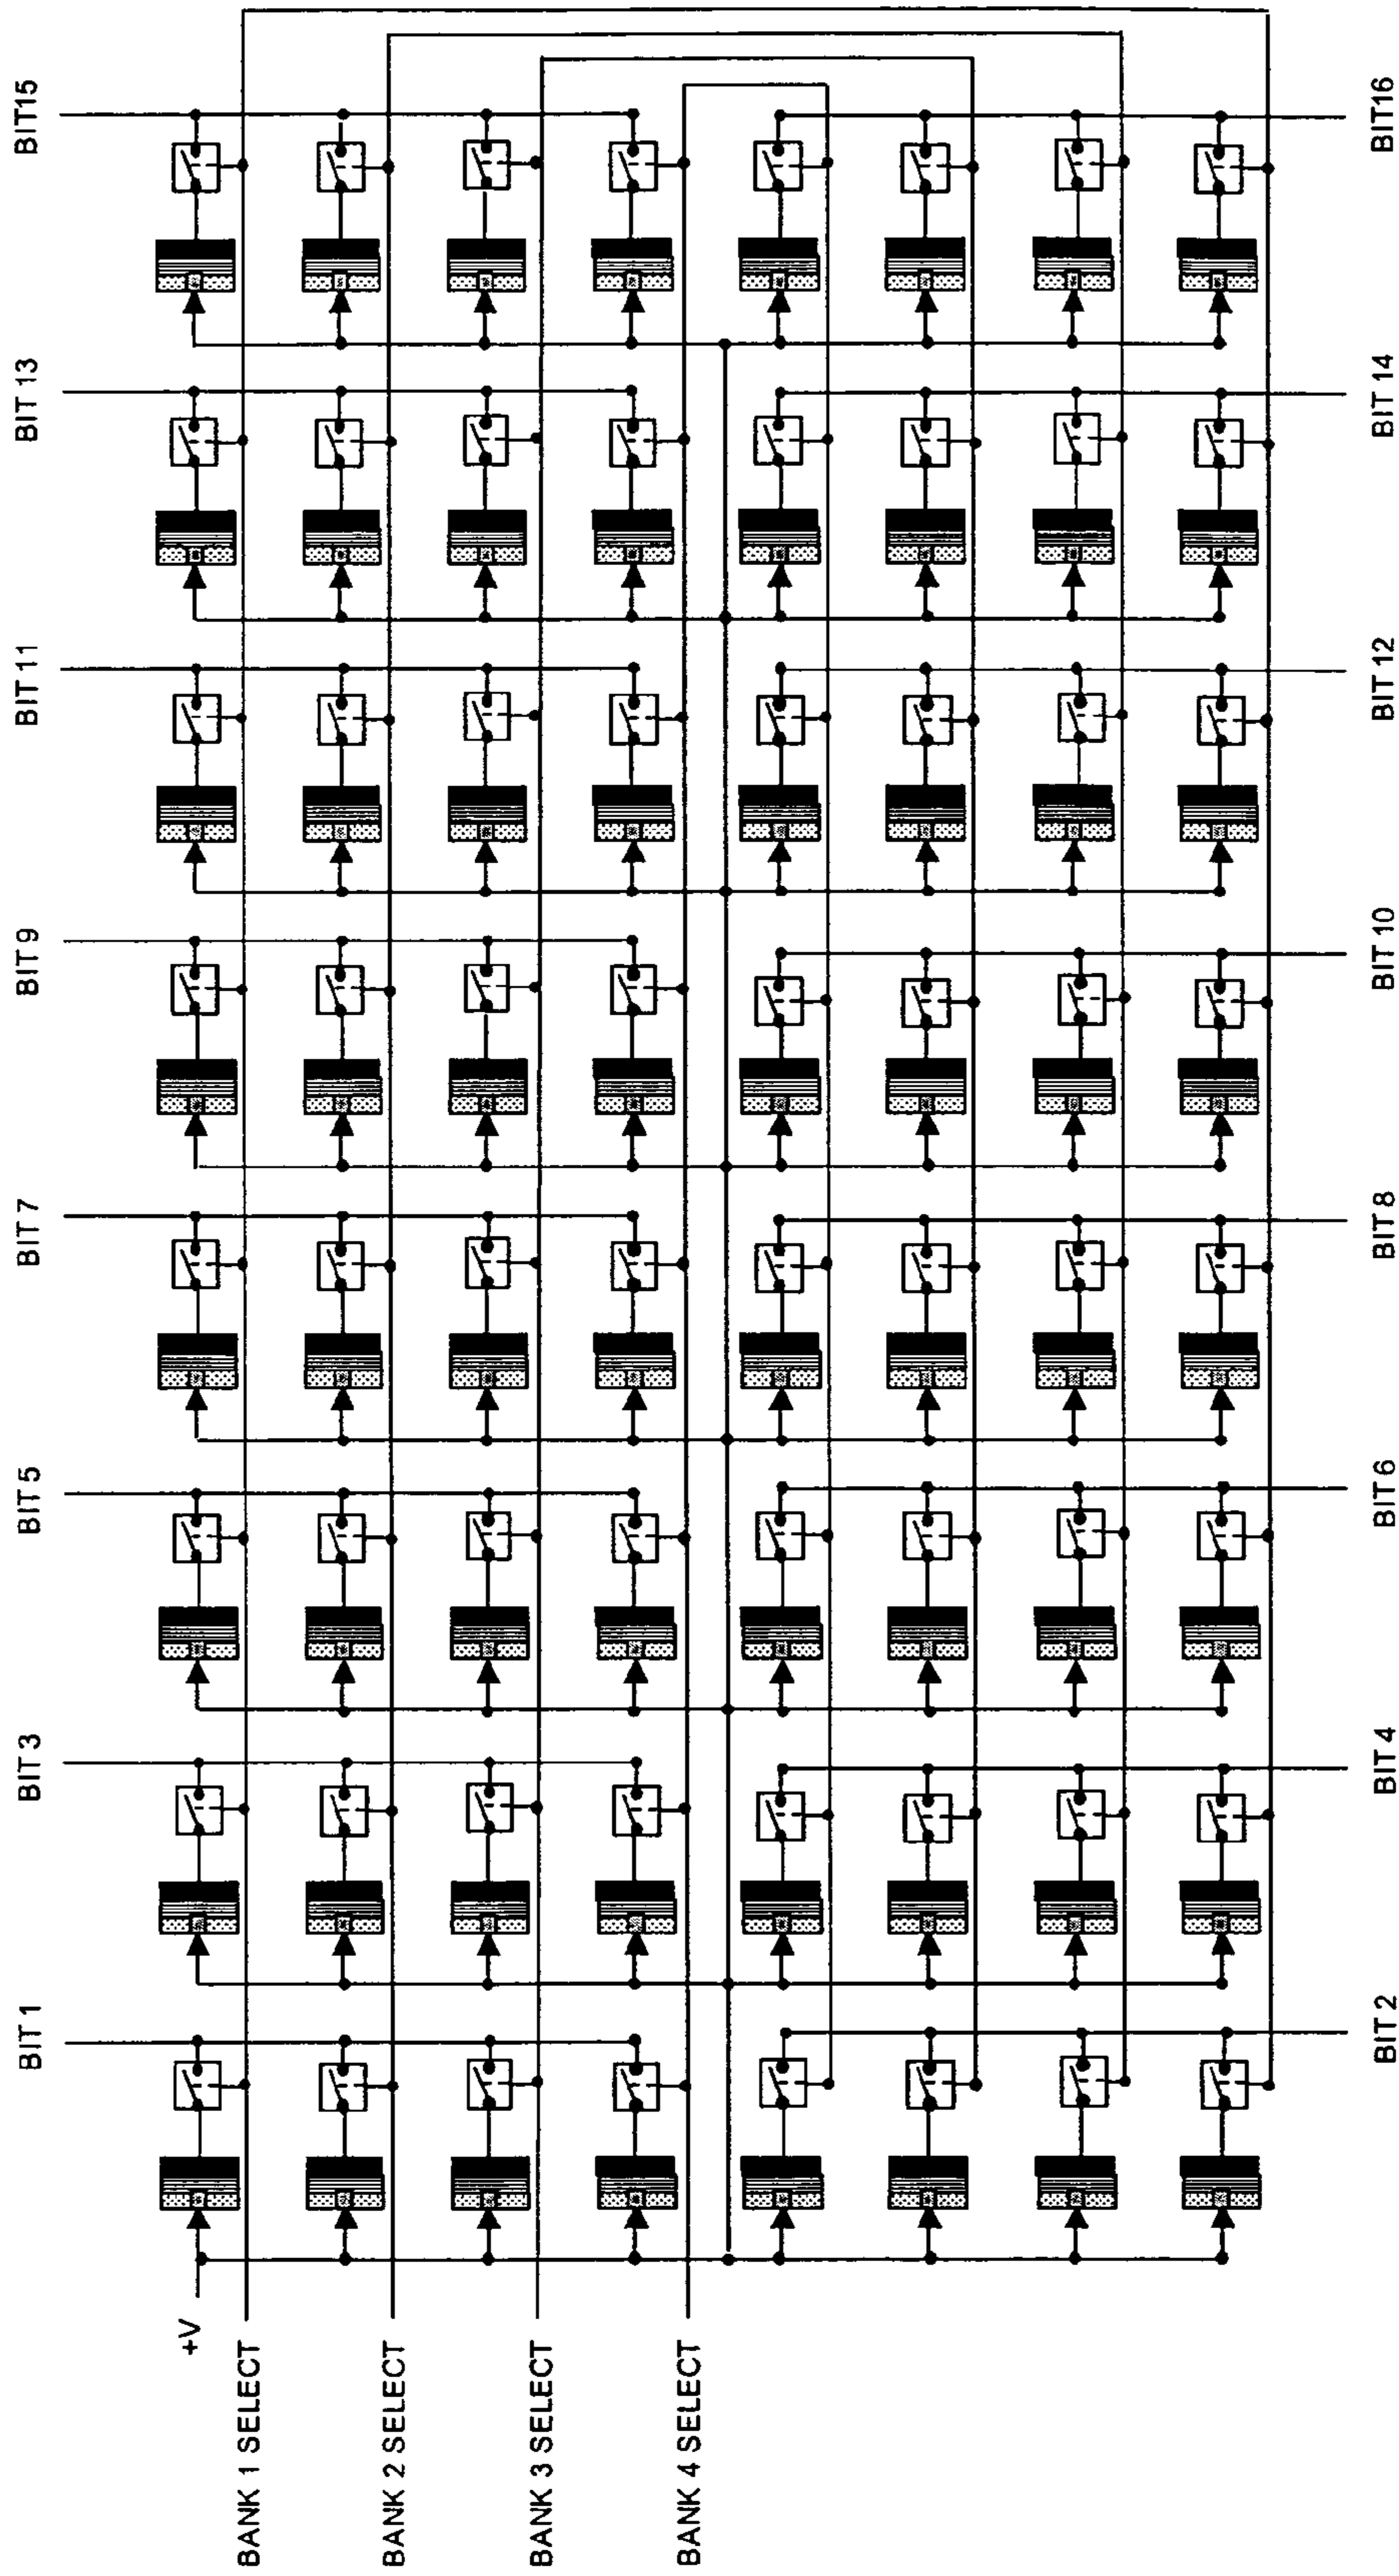 BIT 1
BIT 3
BIT 5
BIT 7
BIT 9
BIT 11
BIT 13
BIT15
+V
BANK 1 SELECT
BANK 2 SELECT
BANK 3 SELECT
BANK 4 SELECT
BIT 2
BIT 4
BIT 6
BIT 8
BIT 10
BIT 12
BIT 14
BIT16